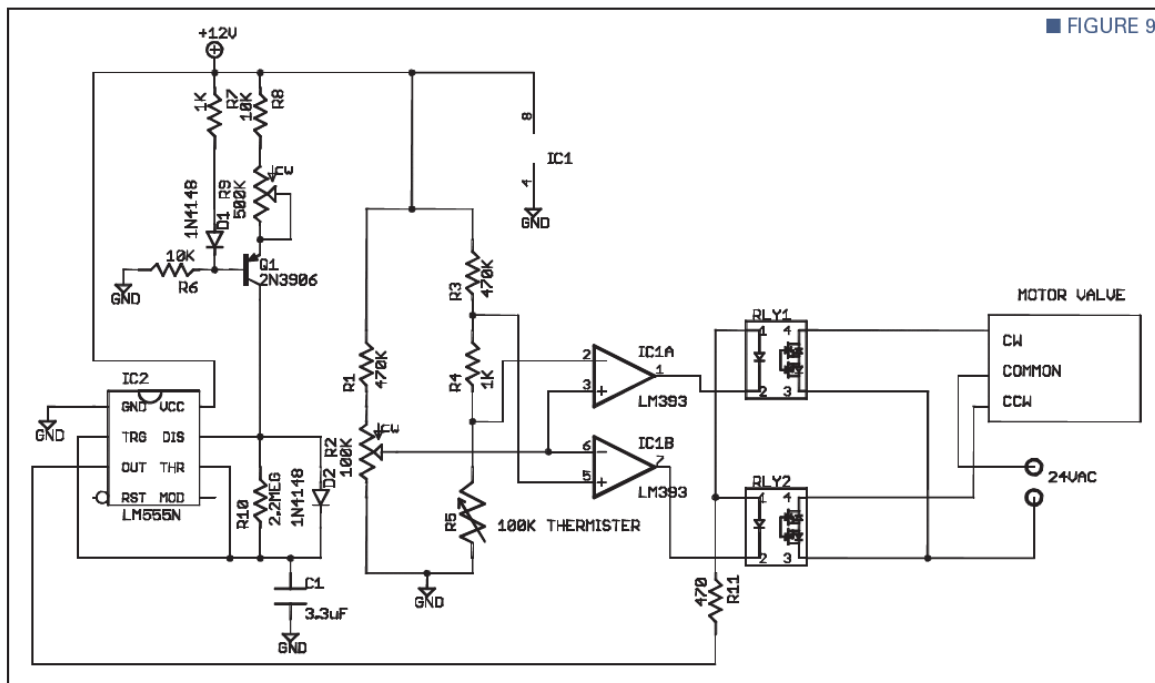 ■ FIGURE 9
+12V
1K
R7
10K
R8
CW
R9
500K
1N4148
D1
10K
R6
GND
Q1
2N3906
8
IC1
4
GND
R3
470K
R1
470K
R4
1K
CW
R2
100K
R5
100K THERMISTER
GND
IC2
GND VCC
TRG DIS
OUT THR
RST MOD
LM555N
GND
R10
2.2MEG
1N4148
D2
C1
3.3uF
GND
2
3
1
IC1A
LM393
6
5
7
IC1B
LM393
RLY1
1 4
2 3
RLY2
1 4
2 3
470
R11
MOTOR VALVE
CW
COMMON
CCW
24VAC